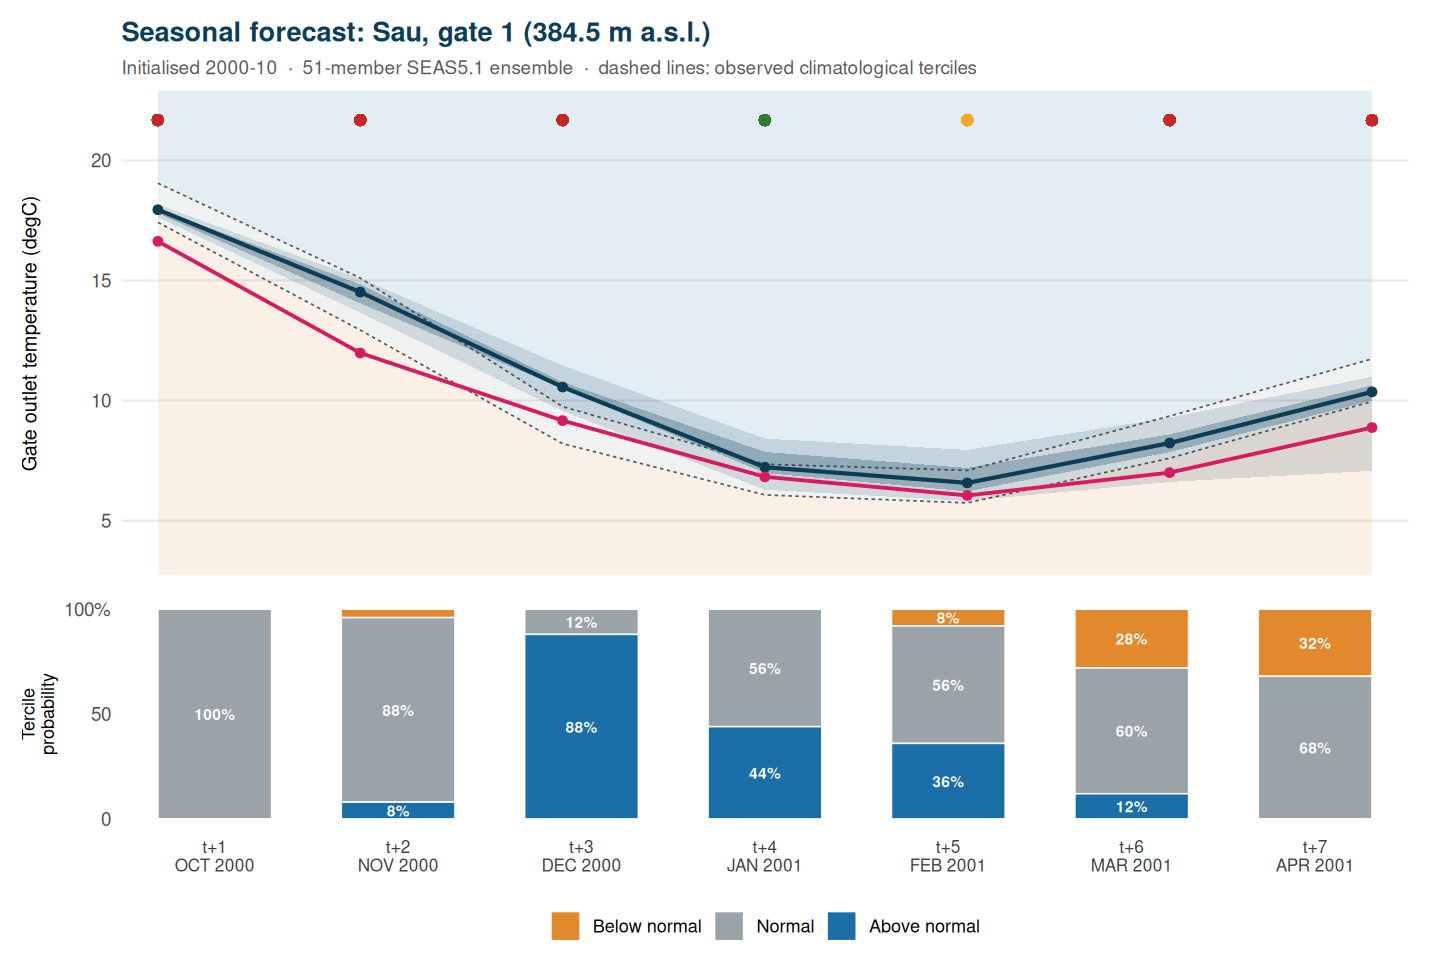 Seasonal forecast: Sau, gate 1 (384.5 m a.s.l.)
Initialised 2000-10 · 51-member SEAS5.1 ensemble · dashed lines: observed climatological terciles
Gate outlet temperature (degC)
20
15
10
5
Tercile
probability
100%
50
0
100%
88%
8%
12%
88%
56%
44%
8%
56%
36%
28%
60%
12%
32%
68%
t+1
OCT 2000
t+2
NOV 2000
t+3
DEC 2000
t+4
JAN 2001
t+5
FEB 2001
t+6
MAR 2001
t+7
APR 2001
Below normal
Normal
Above normal